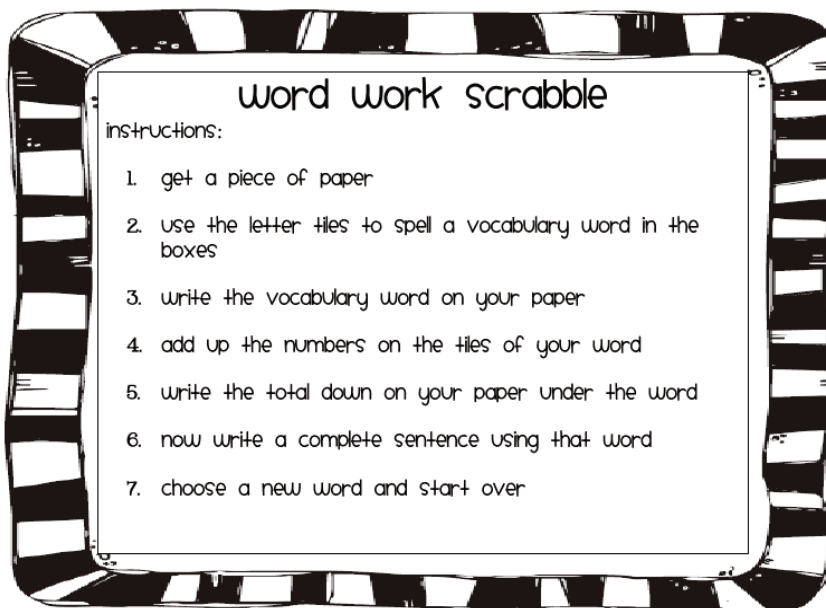 word work scrabble
instructions:
1. get a piece of paper
2. use the letter tiles to spell a vocabulary word in the
boxes
3. write the vocabulary word on your paper
4. add up the numbers on the tiles of your word
5. write the total down on your paper under the word
6. now write a complete sentence using that word
7. choose a new word and start over